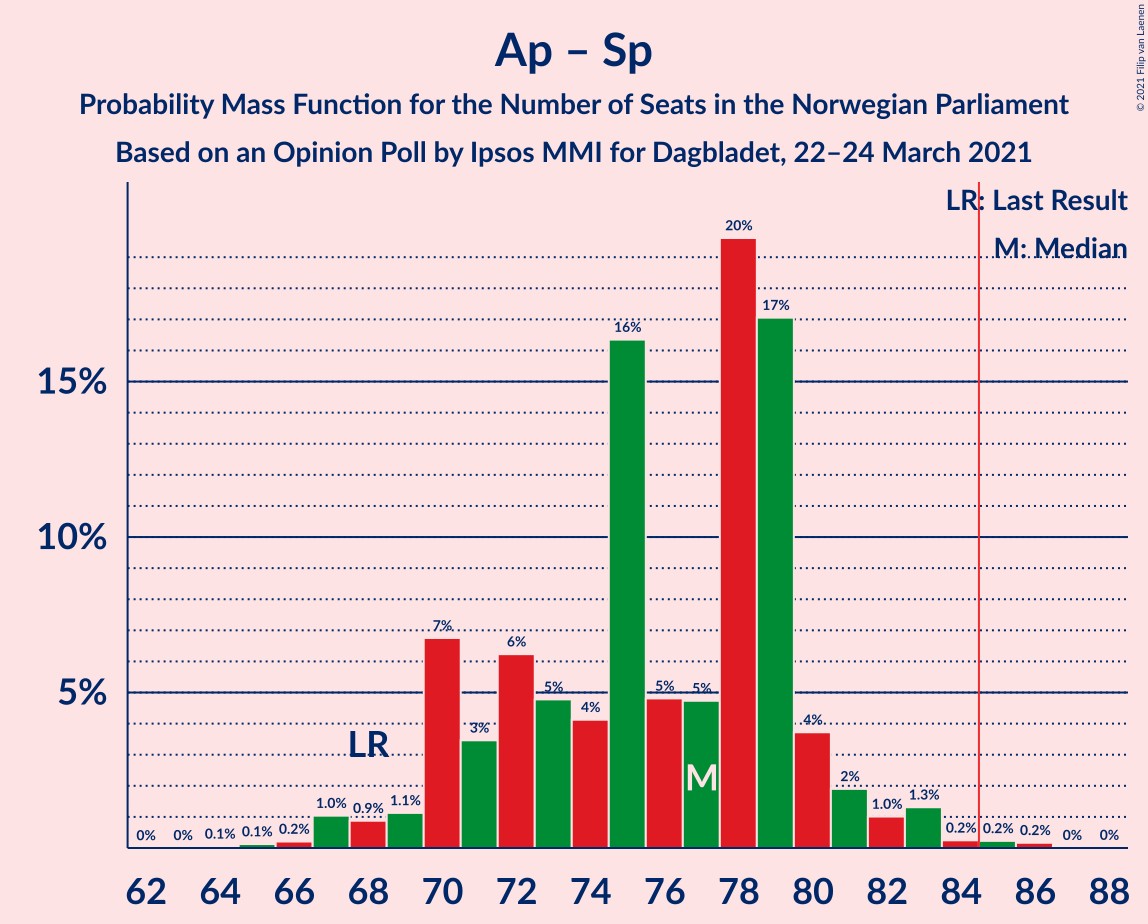 Ap – Sp
Probability Mass Function for the Number of Seats in the Norwegian Parliament
Based on an Opinion Poll by Ipsos MMI for Dagbladet, 22–24 March 2021
© 2021 Filip van Laenen
LR: Last Result
M: Median
15%
10%
5%
0% 0% 0.1% 0.1% 0.2% 1.0% 0.9% 1.1% 7% 3% 6% 5% 4% 16% 5% 5% 20% 17% 4% 2% 1.0% 1.3% 0.2% 0.2% 0.2% 0% 0%
LR
M
62 64 66 68 70 72 74 76 78 80 82 84 86 88